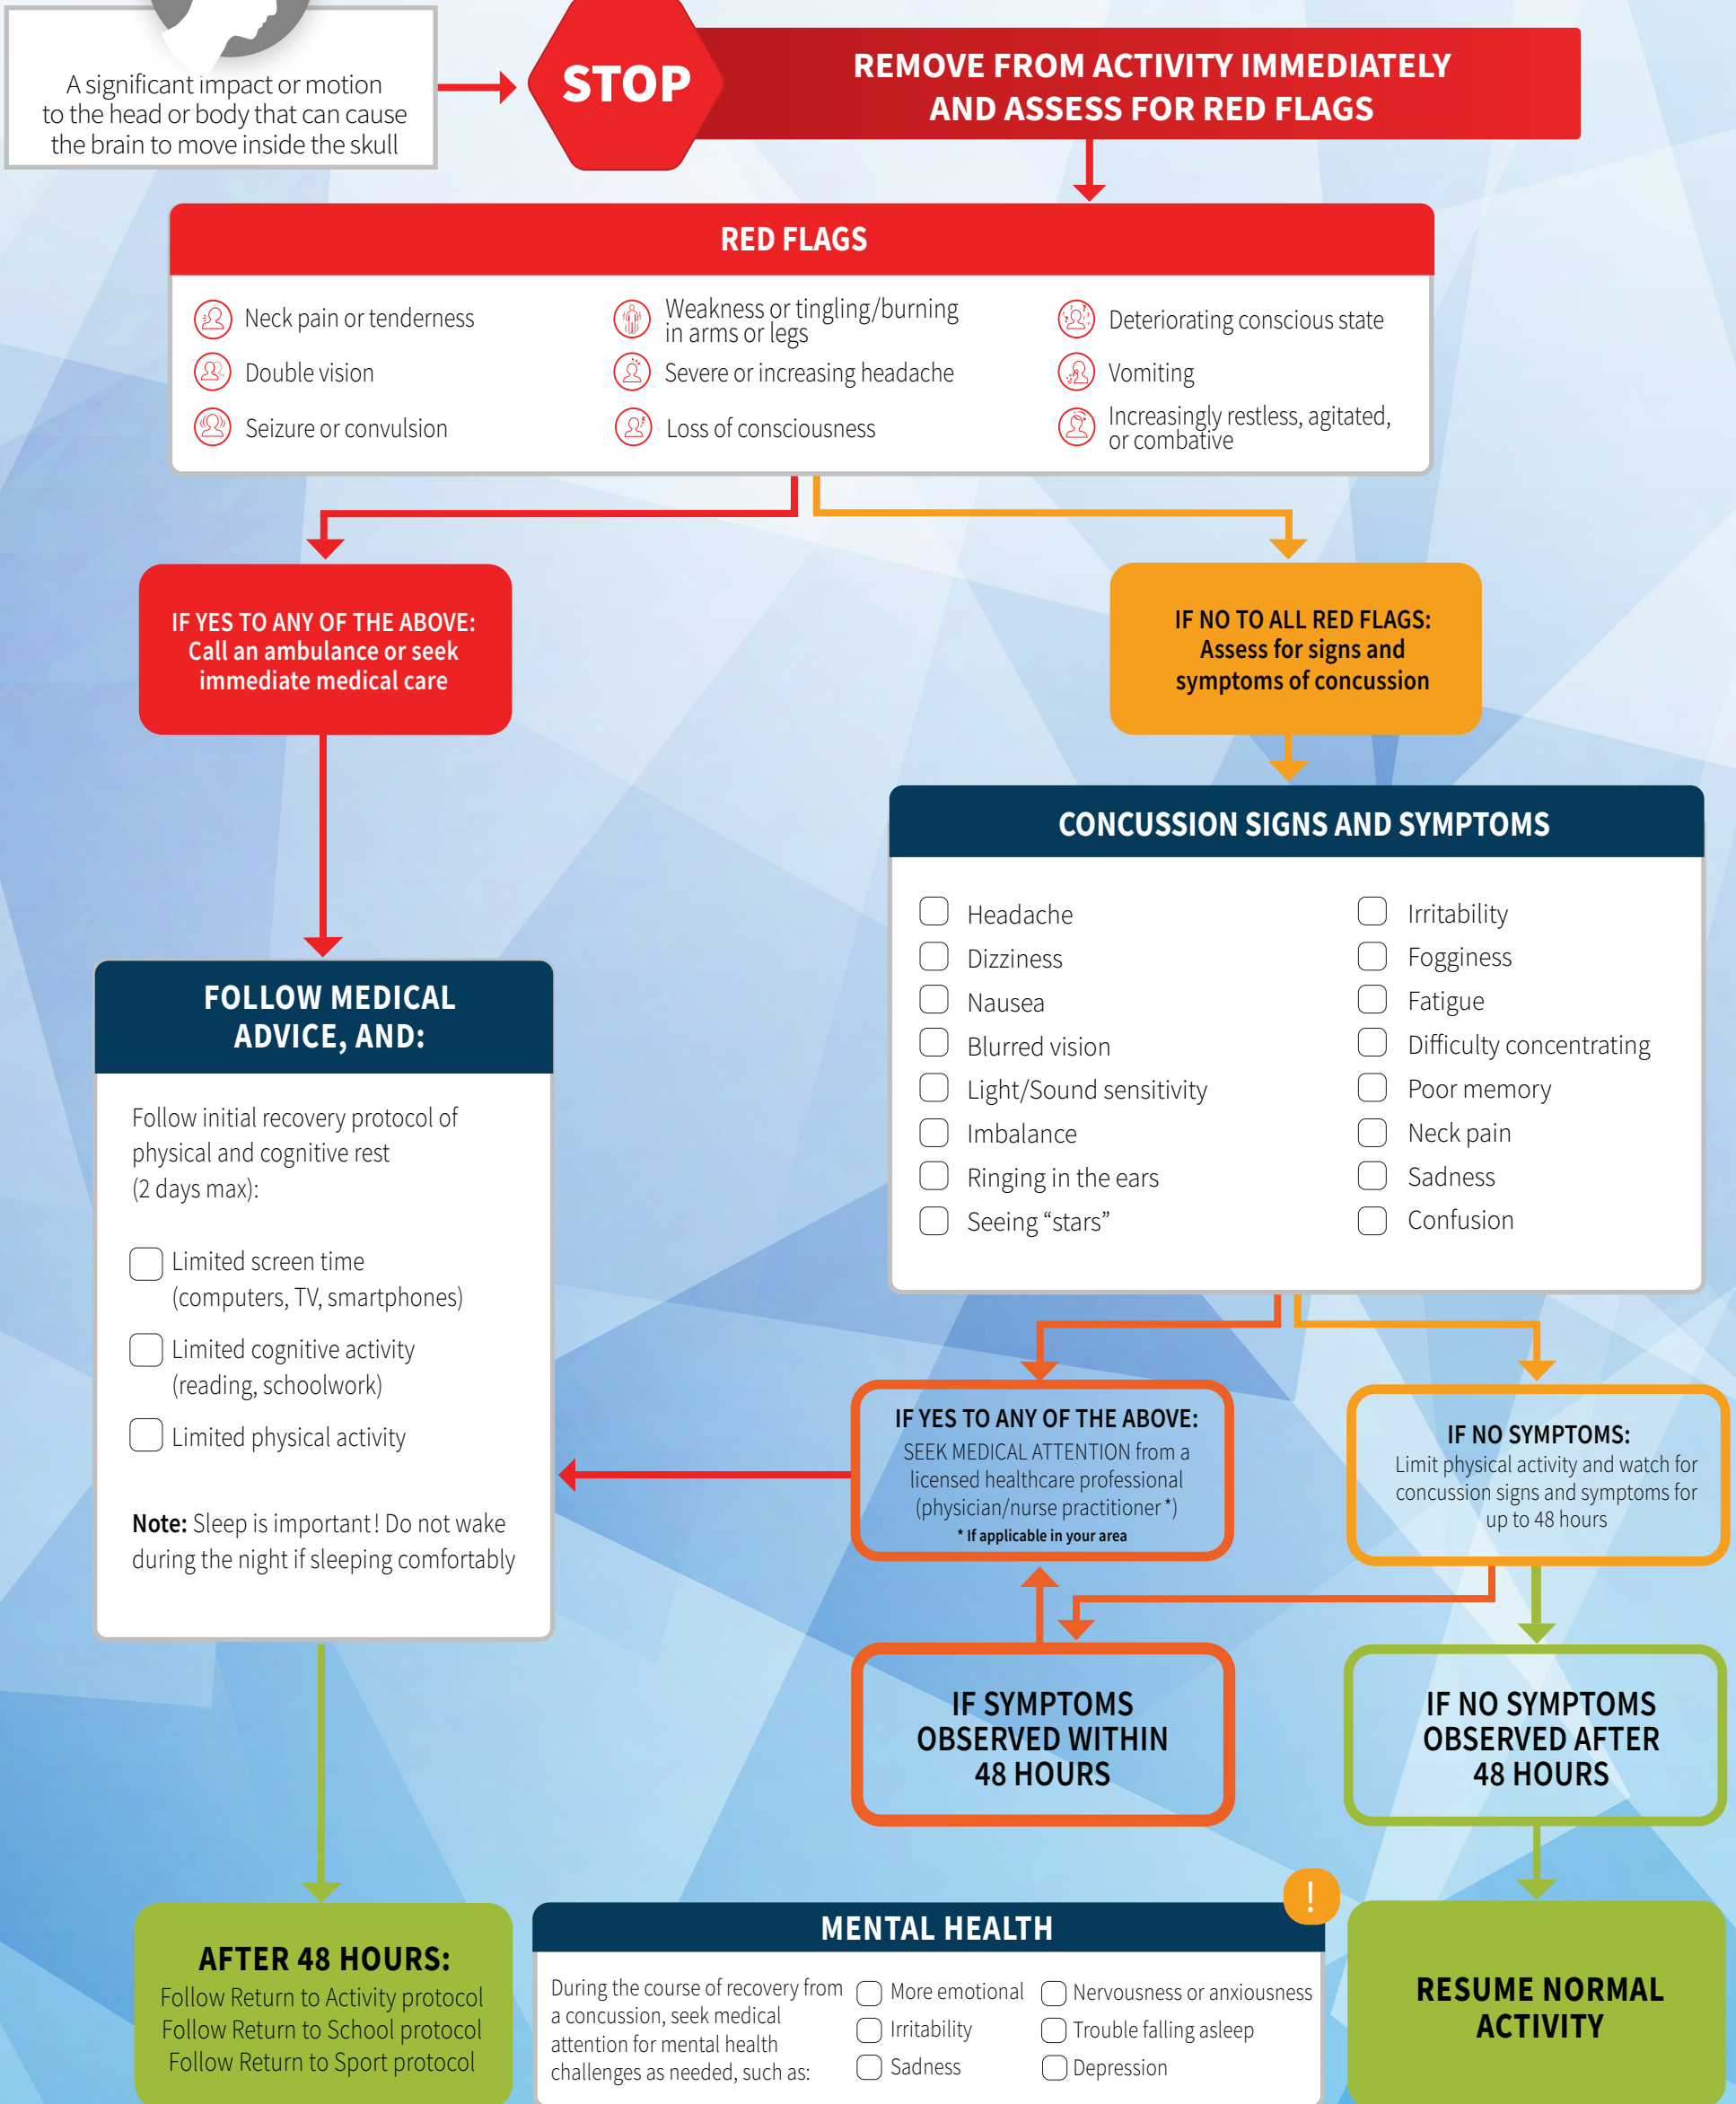 A significant impact or motion
to the head or body that can cause
the brain to move inside the skull
STOP
REMOVE FROM ACTIVITY IMMEDIATELY
AND ASSESS FOR RED FLAGS
RED FLAGS
Neck pain or tenderness
Double vision
Seizure or convulsion
Weakness or tingling/burning
in arms or legs
Severe or increasing headache
Loss of consciousness
Deteriorating conscious state
Vomiting
Increasingly restless, agitated,
or combative
IF YES TO ANY OF THE ABOVE:
Call an ambulance or seek
immediate medical care
IF NO TO ALL RED FLAGS:
Assess for signs and
symptoms of concussion
CONCUSSION SIGNS AND SYMPTOMS
Headache
Dizziness
Nausea
Blurred vision
Light/Sound sensitivity
Imbalance
Ringing in the ears
Seeing “stars”
Irritability
Fogginess
Fatigue
Difficulty concentrating
Poor memory
Neck pain
Sadness
Confusion
FOLLOW MEDICAL
ADVICE, AND:
Follow initial recovery protocol of
physical and cognitive rest
(2 days max):
Limited screen time
(computers, TV, smartphones)
Limited cognitive activity
(reading, schoolwork)
Limited physical activity
Note: Sleep is important! Do not wake
during the night if sleeping comfortably
IF YES TO ANY OF THE ABOVE:
SEEK MEDICAL ATTENTION from a
licensed healthcare professional
(physician/nurse practitioner*)
* If applicable in your area
IF NO SYMPTOMS:
Limit physical activity and watch for
concussion signs and symptoms for
up to 48 hours
IF SYMPTOMS
OBSERVED WITHIN
48 HOURS
IF NO SYMPTOMS
OBSERVED AFTER
48 HOURS
AFTER 48 HOURS:
Follow Return to Activity protocol
Follow Return to School protocol
Follow Return to Sport protocol
!
MENTAL HEALTH
During the course of recovery from
a concussion, seek medical
attention for mental health
challenges as needed, such as:
More emotional
Irritability
Sadness
Nervousness or anxiousness
Trouble falling asleep
Depression
RESUME NORMAL
ACTIVITY